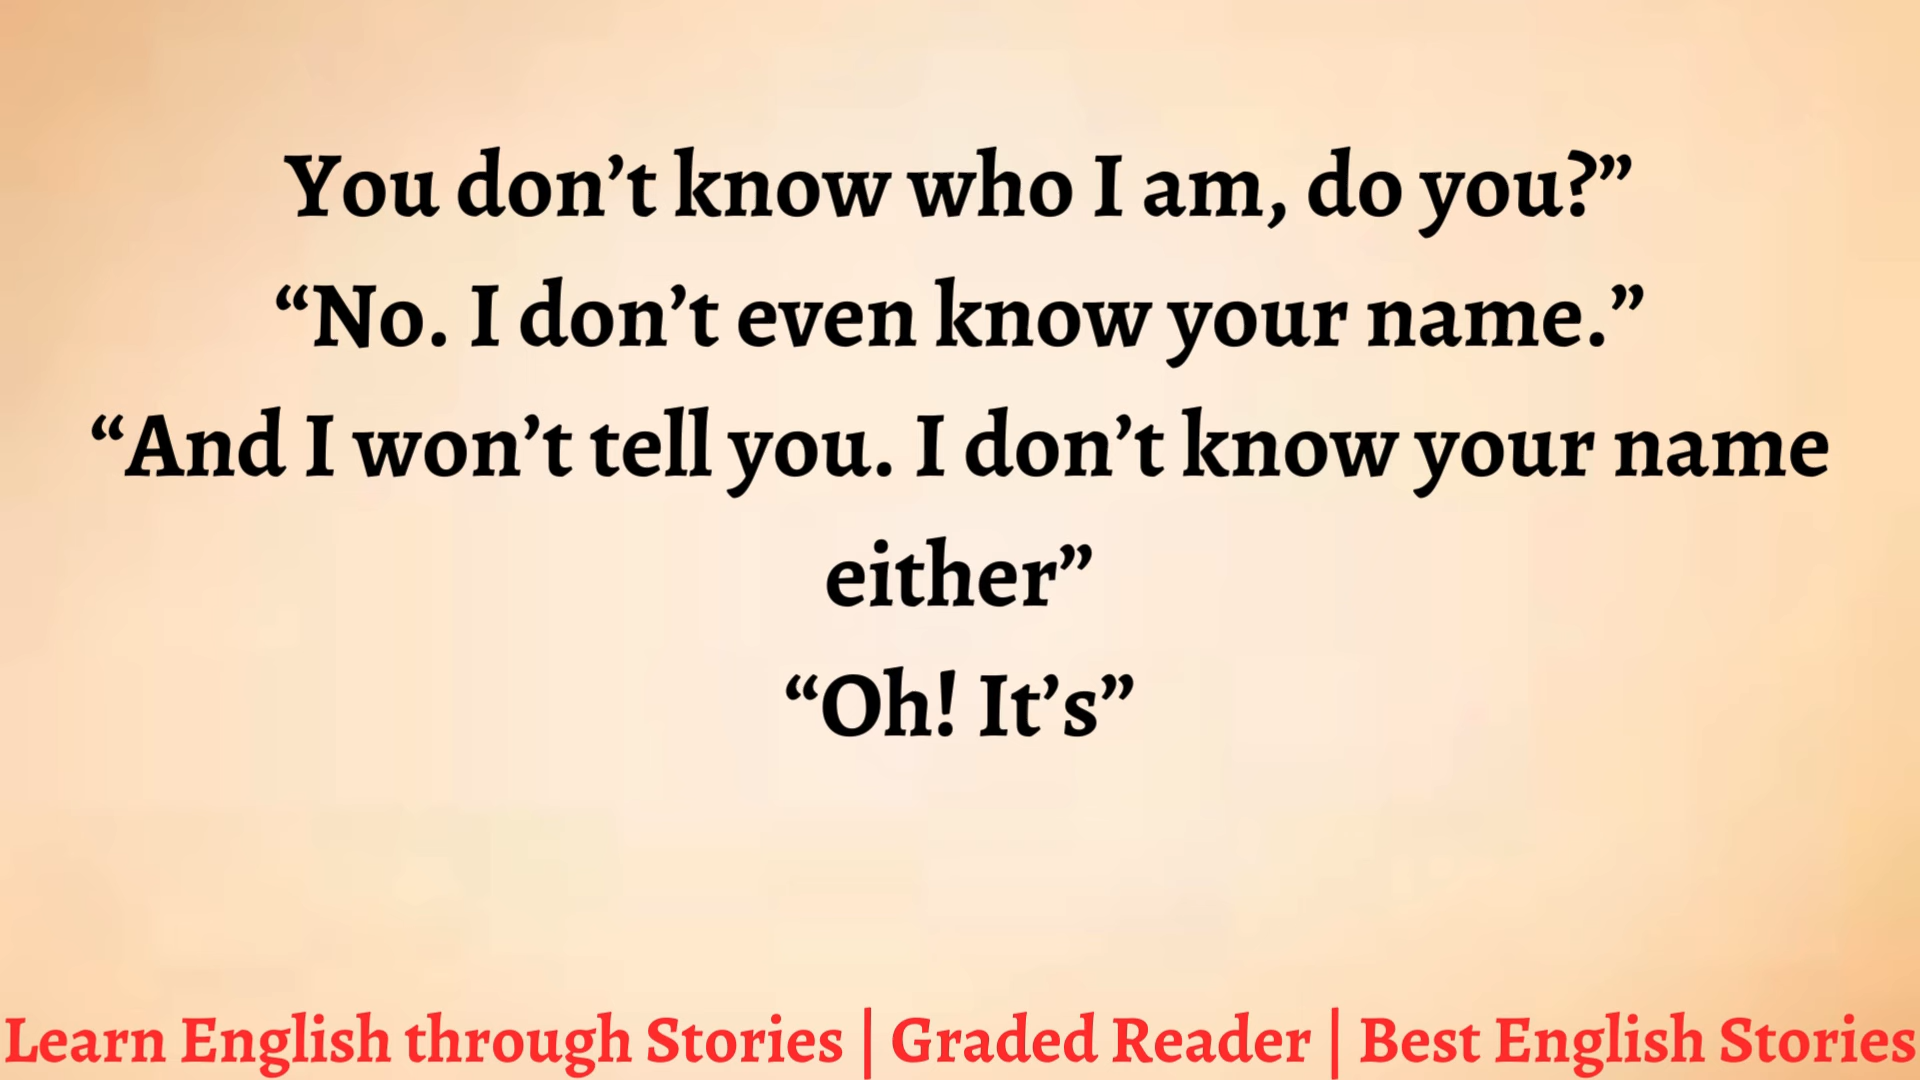 You don’t know who I am, do you?”
“No. I don’t even know your name.”
“And I won’t tell you. I don’t know your name
either”
“Oh! It’s”
Learn English through Stories | Graded Reader | Best English Stories